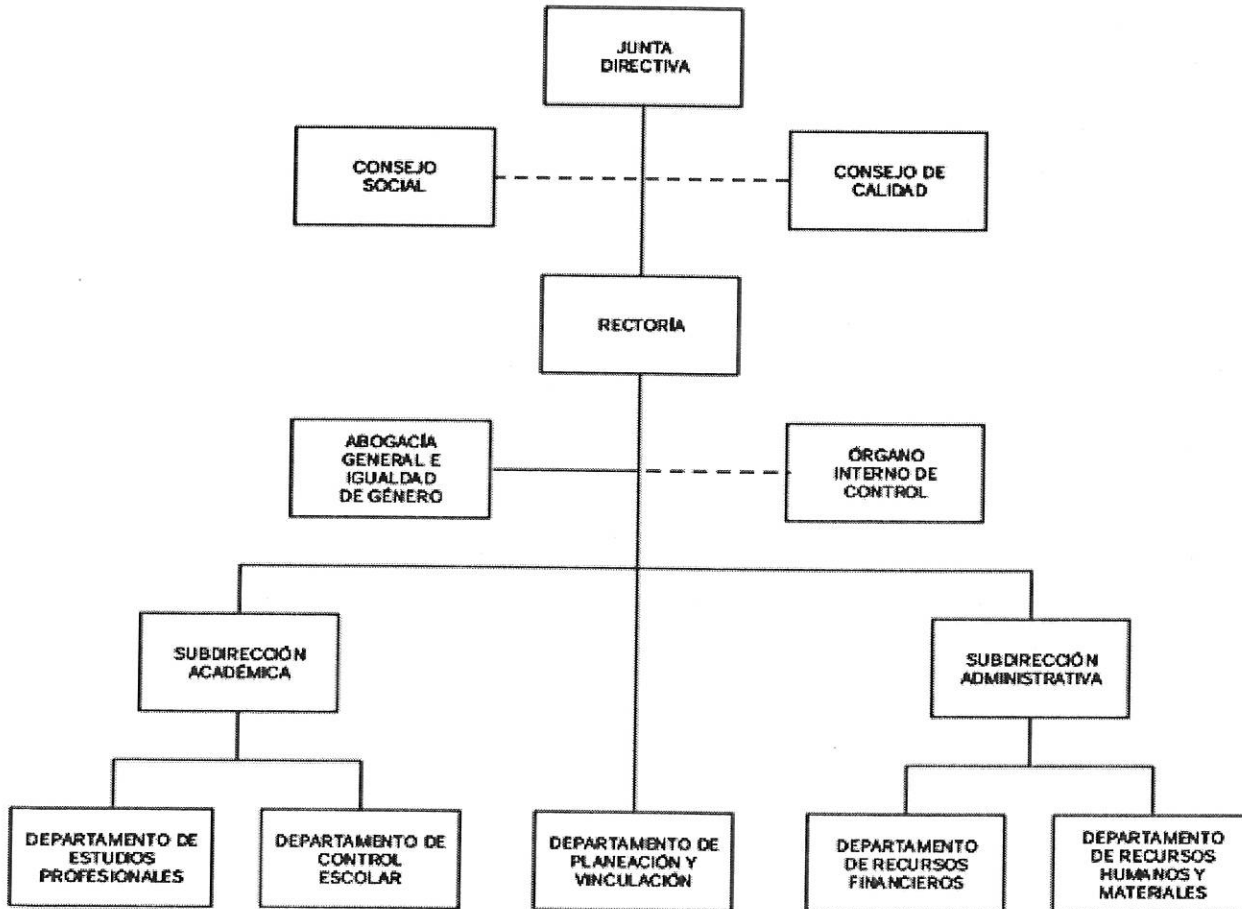 JUNTA
DIRECTIVA
CONSEJO
SOCIAL
CONSEJO DE
CALIDAD
RECTORÍA
ABOGACÍA
GENERAL E
IGUALDAD
DE GÉNERO
ÓRGANO
INTERNO DE
CONTROL
SUBDIRECCIÓN
ACADÉMICA
SUBDIRECCIÓN
ADMINISTRATIVA
DEPARTAMENTO DE
ESTUDIOS
PROFESIONALES
DEPARTAMENTO DE
CONTROL
ESCOLAR
DEPARTAMENTO DE
PLANEACIÓN Y
VINCULACIÓN
DEPARTAMENTO
DE RECURSOS
FINANCIEROS
DEPARTAMENTO
DE RECURSOS
HUMANOS Y
MATERIALES